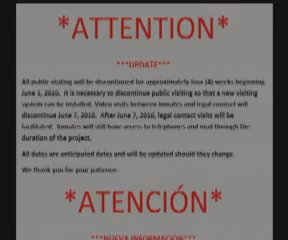 *ATTENTION*
***UPDATE***
All public visiting will be discontinued for approximately four (4) weeks beginning
June 1, 2010. It is necessary to discontinue public visiting so that a new visiting
system can be installed. Video visits between inmates and legal counsel will
discontinue June 7, 2010. After June 7, 2010, legal contact visits will be
facilitated. Inmates will still have access to telephones and mail through the
duration of the project.
All dates are anticipated dates and will be updated should they change.
We thank you for your patience.
*ATENCIÓN*
***NUEVA INFORMACION***